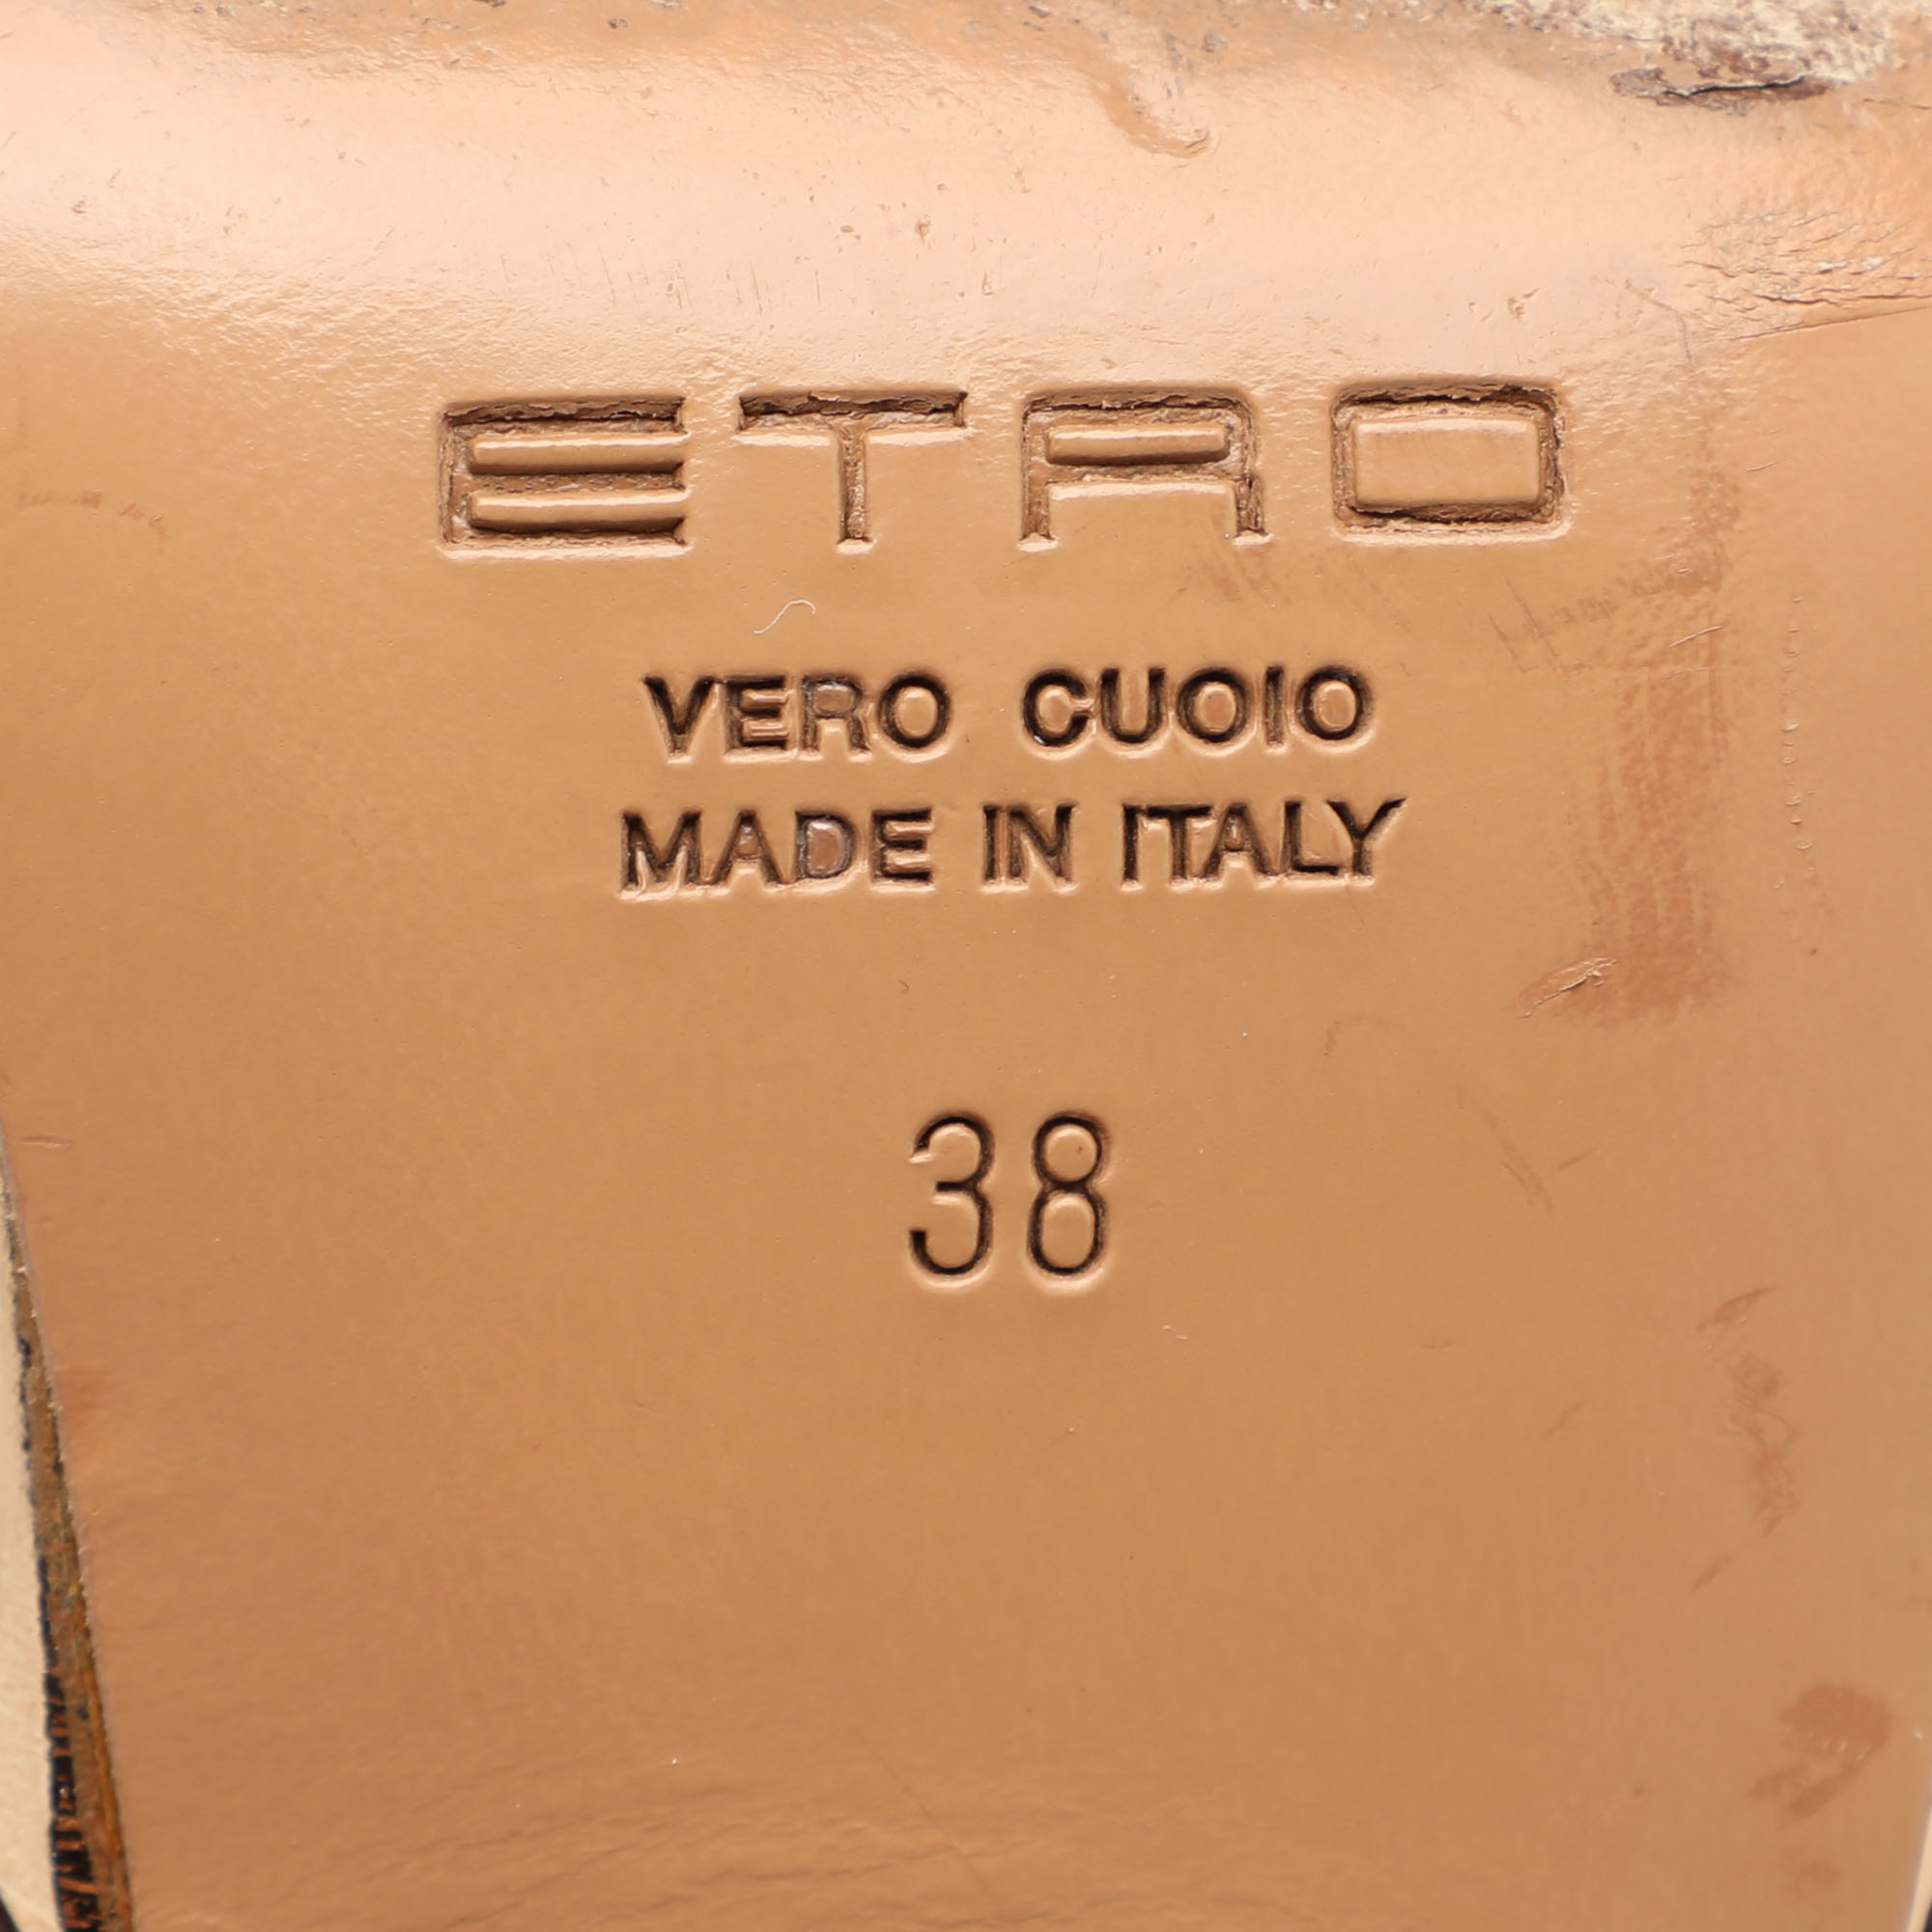 ETRO
VERO CUOIO
MADE IN ITALY
38